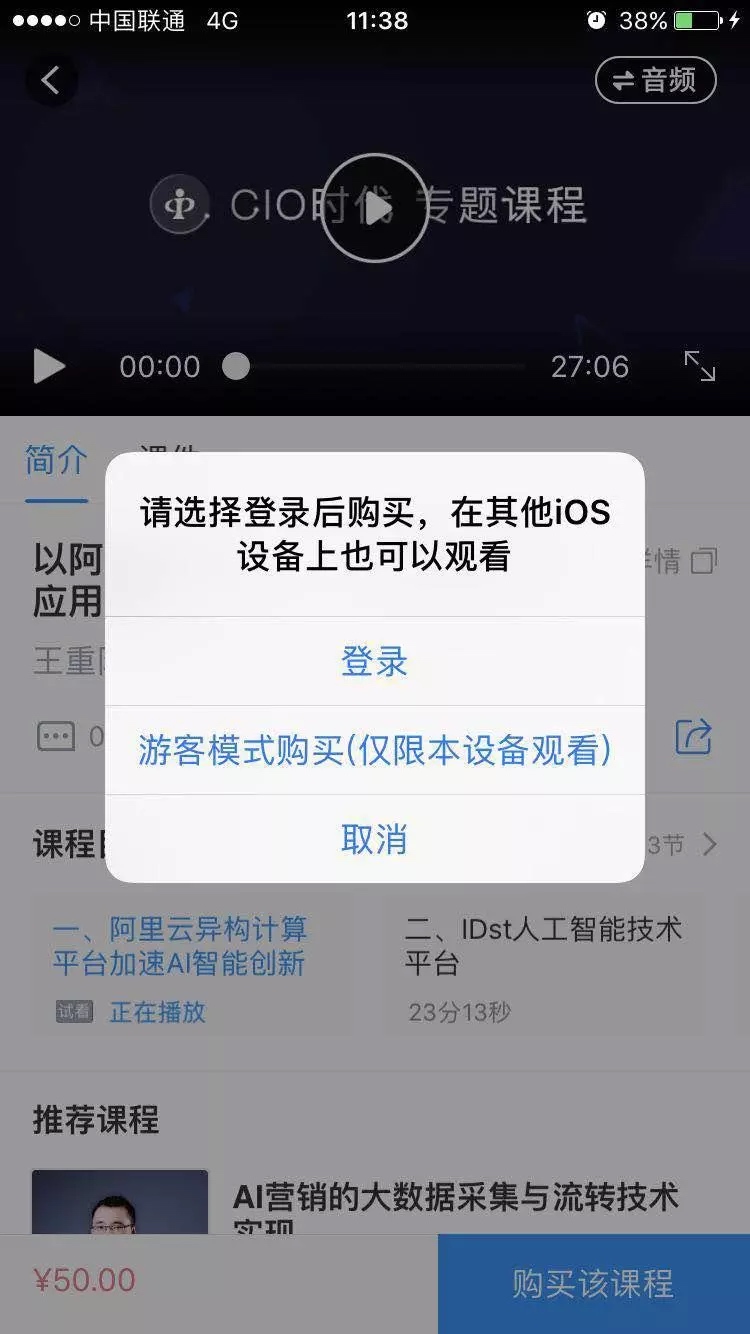 中国联通 4G 11:38 38%
音频
CIO时代 专题课程
00:00 27:06
简介
请选择登录后购买，在其他iOS
设备上也可以观看
以阿
应用
情
王重
登录
0
游客模式购买(仅限本设备观看)
取消
课程
3节
一、阿里云异构计算
平台加速AI智能创新
试看 正在播放
二、IDst人工智能技术
平台
23分13秒
推荐课程
AI营销的大数据采集与流转技术
实现
¥50.00
购买该课程